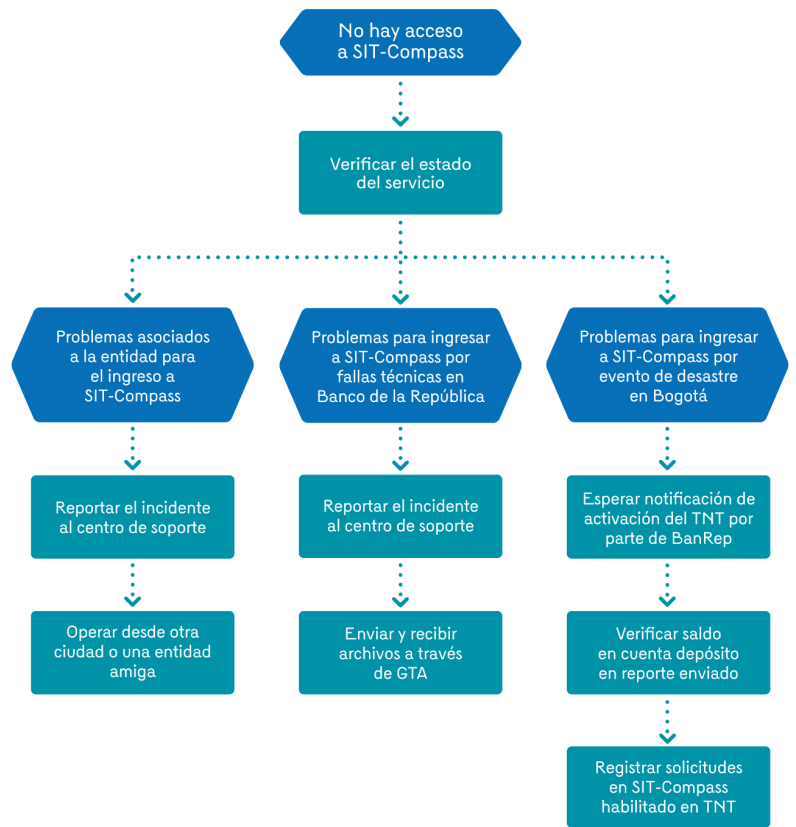 No hay acceso
a SIT-Compass
Verificar el estado
del servicio
Problemas asociados
a la entidad para
el ingreso a
SIT-Compass
Problemas para ingresar
a SIT-Compass por
fallas técnicas en
Banco de la República
Problemas para ingresar
a SIT-Compass por
evento de desastre
en Bogotá
Reportar el incidente
al centro de soporte
Reportar el incidente
al centro de soporte
Esperar notificación de
activación del TNT por
parte de BanRep
Operar desde otra
ciudad o una entidad
amiga
Enviar y recibir
archivos a través
de GTA
Verificar saldo
en cuenta depósito
en reporte enviado
Registrar solicitudes
en SIT-Compass
habilitado en TNT